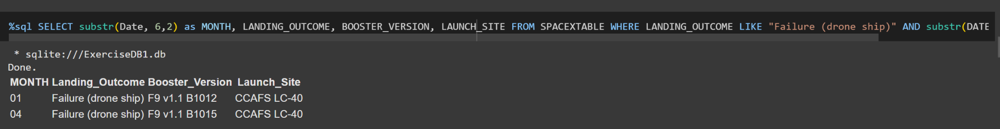 %sql SELECT substr(Date, 6,2) as MONTH, LANDING_OUTCOME, BOOSTER_VERSION, LAUNCH_SITE FROM SPACEXTABLE WHERE LANDING_OUTCOME LIKE "Failure (drone ship)" AND substr(DATE
* sqlite:///ExerciseDB1.db
Done.
MONTH Landing_Outcome Booster_Version Launch_Site
01 Failure (drone ship) F9 v1.1 B1012 CCAFS LC-40
04 Failure (drone ship) F9 v1.1 B1015 CCAFS LC-40